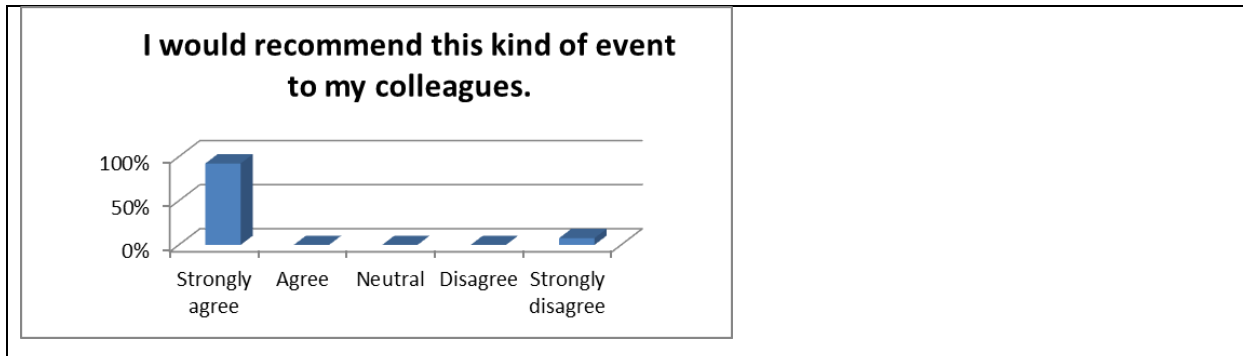 I would recommend this kind of event
to my colleagues.
100%
50%
0%
Strongly agree
Agree
Neutral
Disagree
Strongly disagree